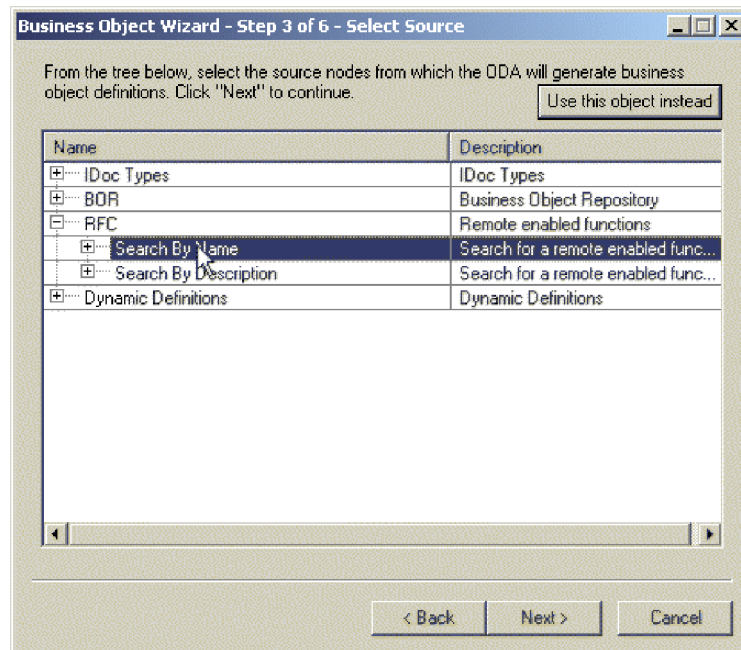 Business Object Wizard - Step 3 of 6 - Select Source
From the tree below, select the source nodes from which the ODA will generate business
object definitions. Click "Next" to continue.
Use this object instead
Name Description
IDoc Types IDoc Types
BOR Business Object Repository
RFC Remote enabled functions
Search By Name Search for a remote enabled func...
Search By Description Search for a remote enabled func...
Dynamic Definitions Dynamic Definitions
< Back Next > Cancel